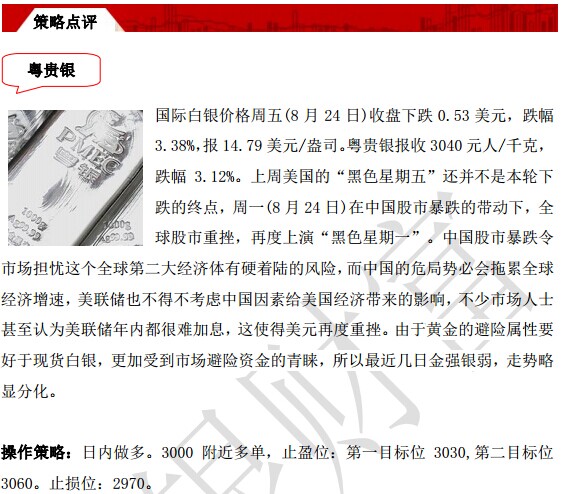 策略点评
粤贵银
国际白银价格周五(8 月 24 日)收盘下跌 0.53 美元，跌幅
3.38%,报 14.79 美元/盎司。粤贵银报收 3040 元人/千克，
跌幅 3.12%。上周美国的“黑色星期五”还并不是本轮下
跌的终点，周一(8 月 24 日)在中国股市暴跌的带动下，全
球股市重挫，再度上演“黑色星期一”。中国股市暴跌令
市场担忧这个全球第二大经济体有硬着陆的风险，而中国的危局势必会拖累全球
经济增速，美联储也不得不考虑中国因素给美国经济带来的影响，不少市场人士
甚至认为美联储年内都很难加息，这使得美元再度重挫。由于黄金的避险属性要
好于现货白银，更加受到市场避险资金的青睐，所以最近几日金强银弱，走势略
显分化。
操作策略：日内做多。3000 附近多单，止盈位：第一目标位 3030,第二目标位
3060。止损位：2970。
PMEC
粤银
1000g
Ag99.99
银财富